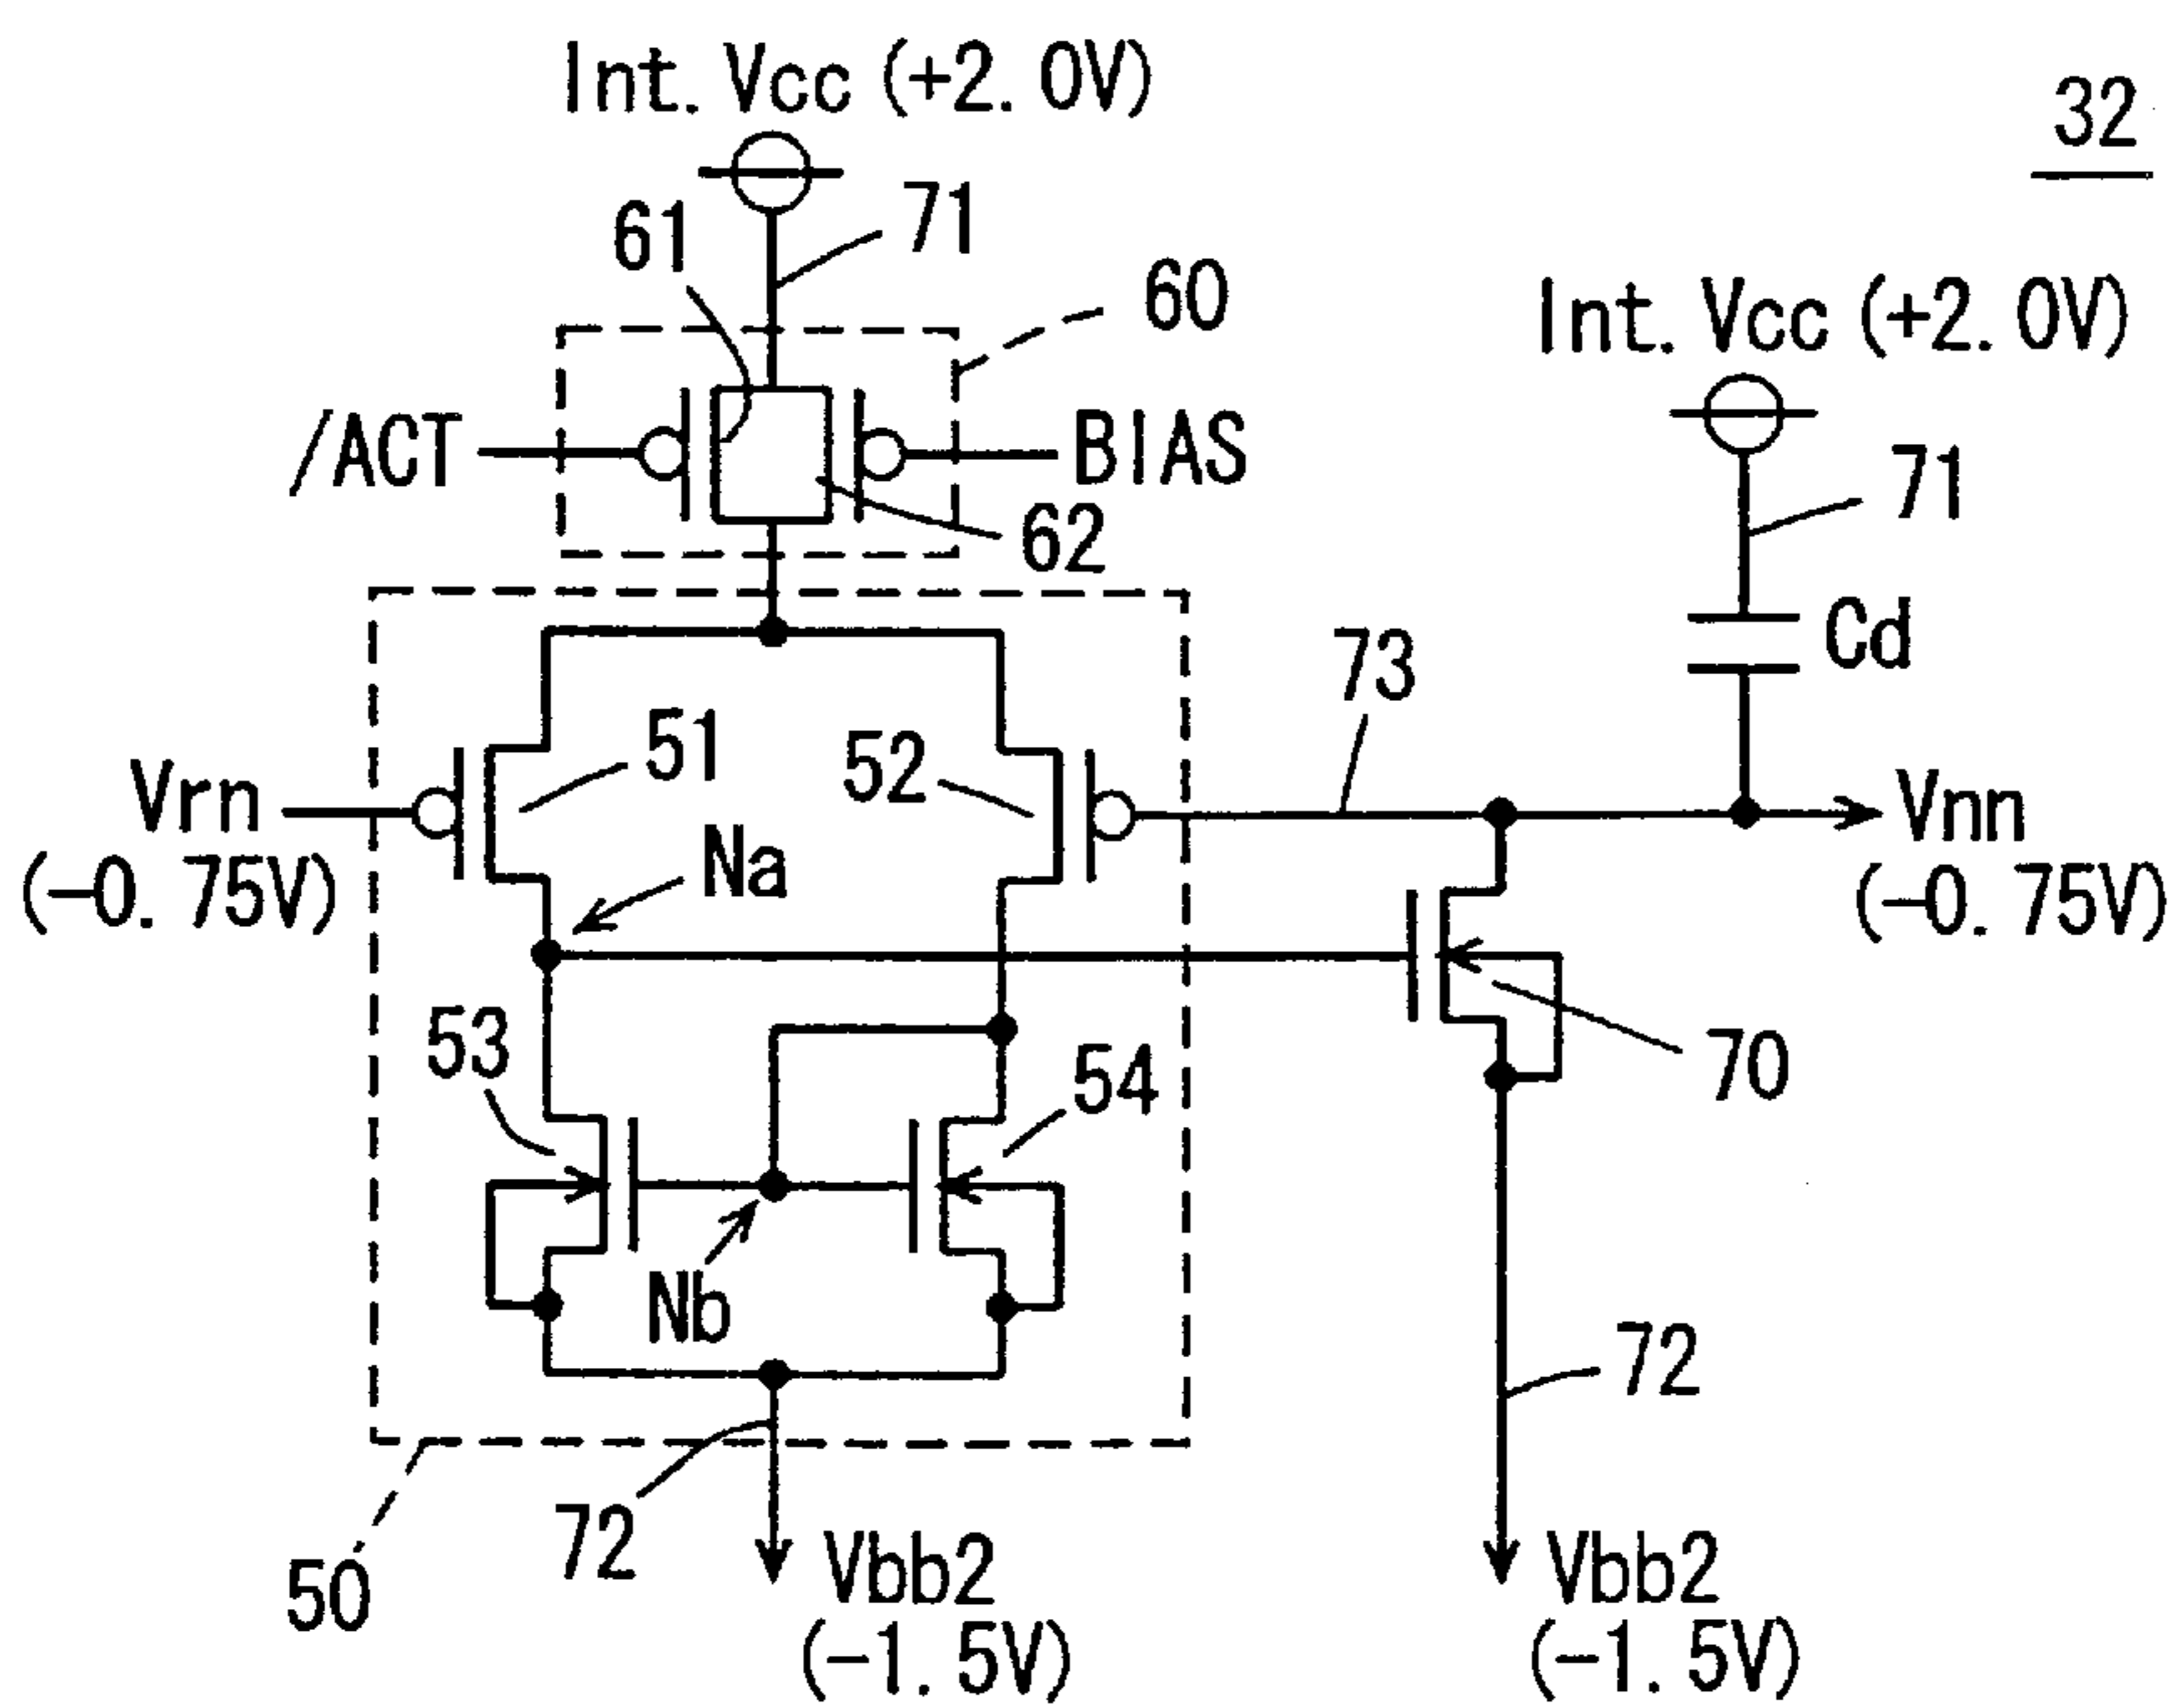 Int. Vcc (+2. 0V)
32
61
71
60
Int. Vcc (+2. 0V)
/ACT
BIAS
71
62
Cd
73
51
52
Vrn
(−0. 75V)
Na
Vnn
(−0. 75V)
53
54
70
Nb
72
72
50
Vbb2
(−1. 5V)
Vbb2
(−1. 5V)